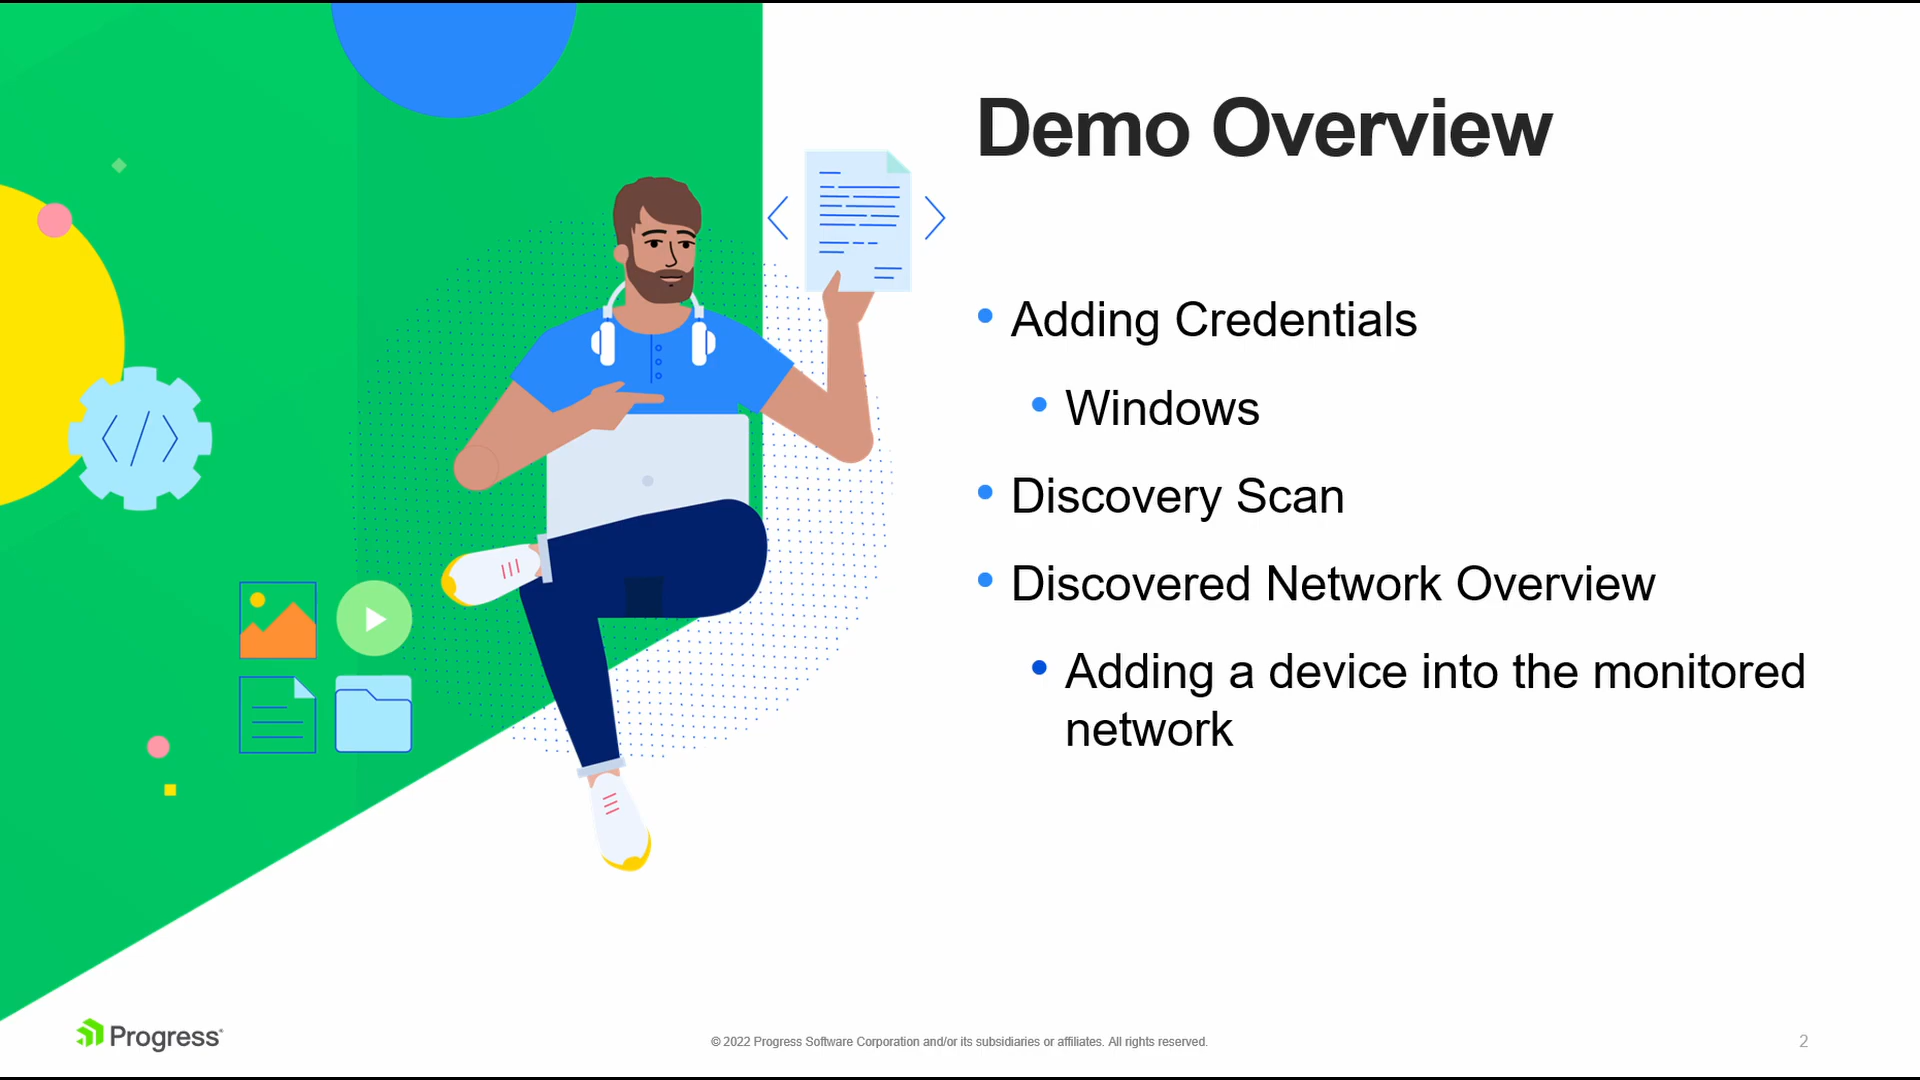 Demo Overview
• Adding Credentials
• Windows
• Discovery Scan
• Discovered Network Overview
• Adding a device into the monitored
network
Progress®
© 2022 Progress Software Corporation and/or its subsidiaries or affiliates. All rights reserved.
2